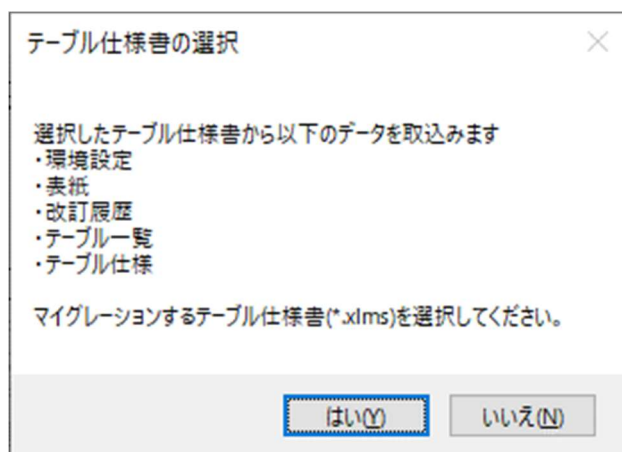 テーブル仕様書の選択
選択したテーブル仕様書から以下のデータを取込みます
・環境設定
・表紙
・改訂履歴
・テーブル一覧
・テーブル仕様
マイグレーションするテーブル仕様書(*.xlms)を選択してください。
はい(Y) いいえ(N)